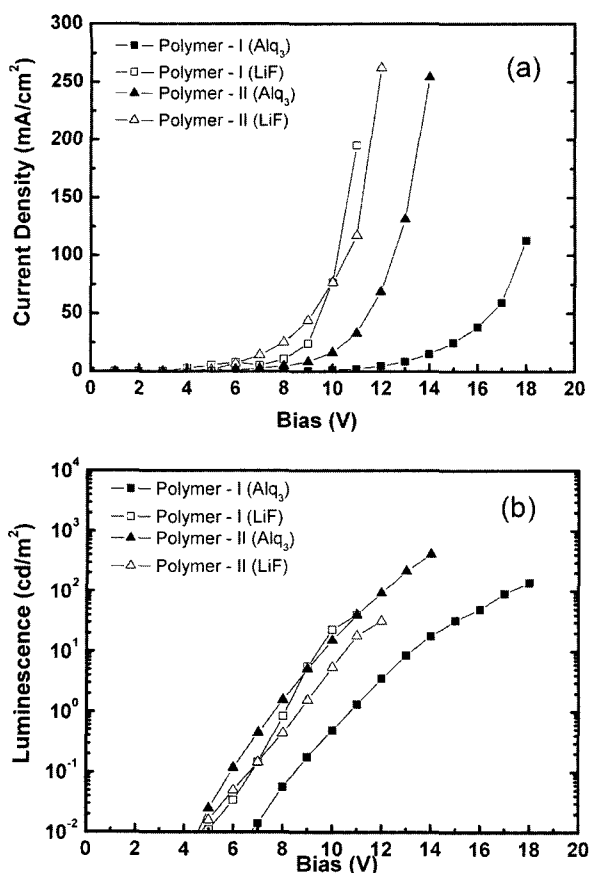 300
250
200
150
100
50
0
Current Density (mA/cm²)
Polymer - I (Alq₃)
Polymer - I (LiF)
Polymer - II (Alq₃)
Polymer - II (LiF)
(a)
0 2 4 6 8 10 12 14 16 18 20
Bias (V)
10⁴
10³
10²
10¹
10⁰
10⁻¹
10⁻²
Luminescence (cd/m²)
Polymer - I (Alq₃)
Polymer - I (LiF)
Polymer - II (Alq₃)
Polymer - II (LiF)
(b)
0 2 4 6 8 10 12 14 16 18 20
Bias (V)